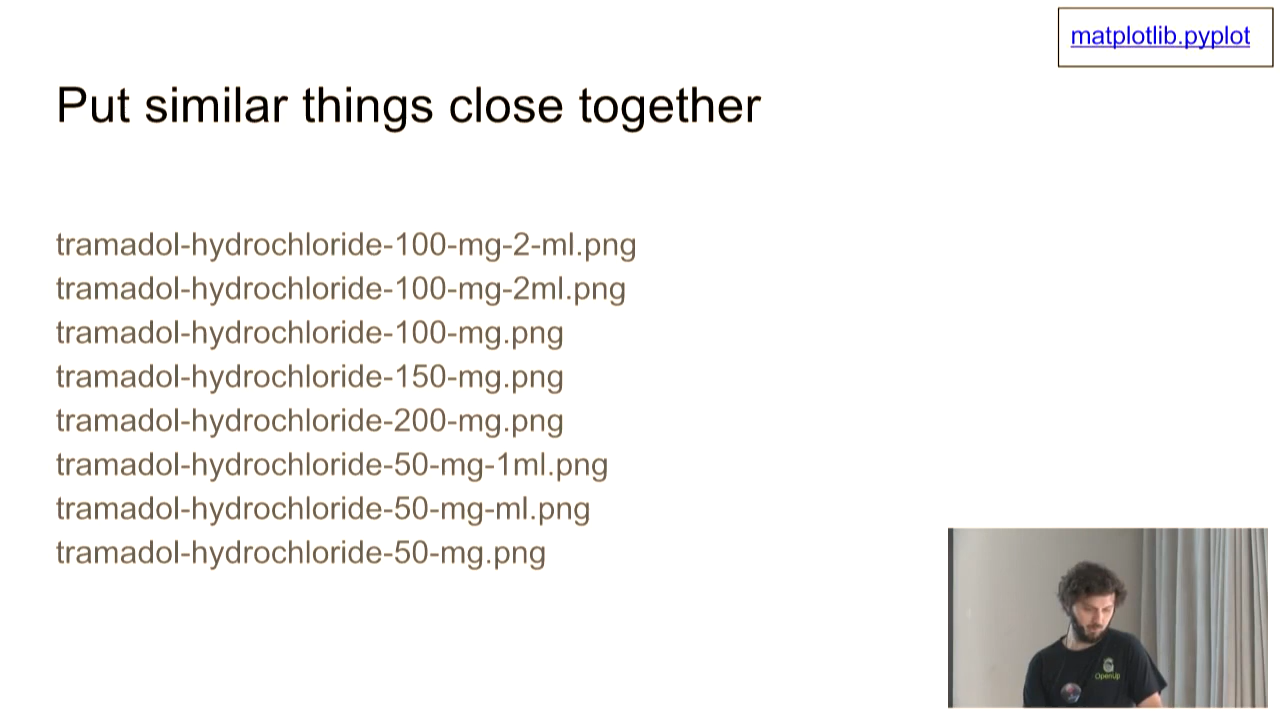 matplotlib.pyplot
Put similar things close together
tramadol-hydrochloride-100-mg-2-ml.png
tramadol-hydrochloride-100-mg-2ml.png
tramadol-hydrochloride-100-mg.png
tramadol-hydrochloride-150-mg.png
tramadol-hydrochloride-200-mg.png
tramadol-hydrochloride-50-mg-1ml.png
tramadol-hydrochloride-50-mg-ml.png
tramadol-hydrochloride-50-mg.png
OpenUp